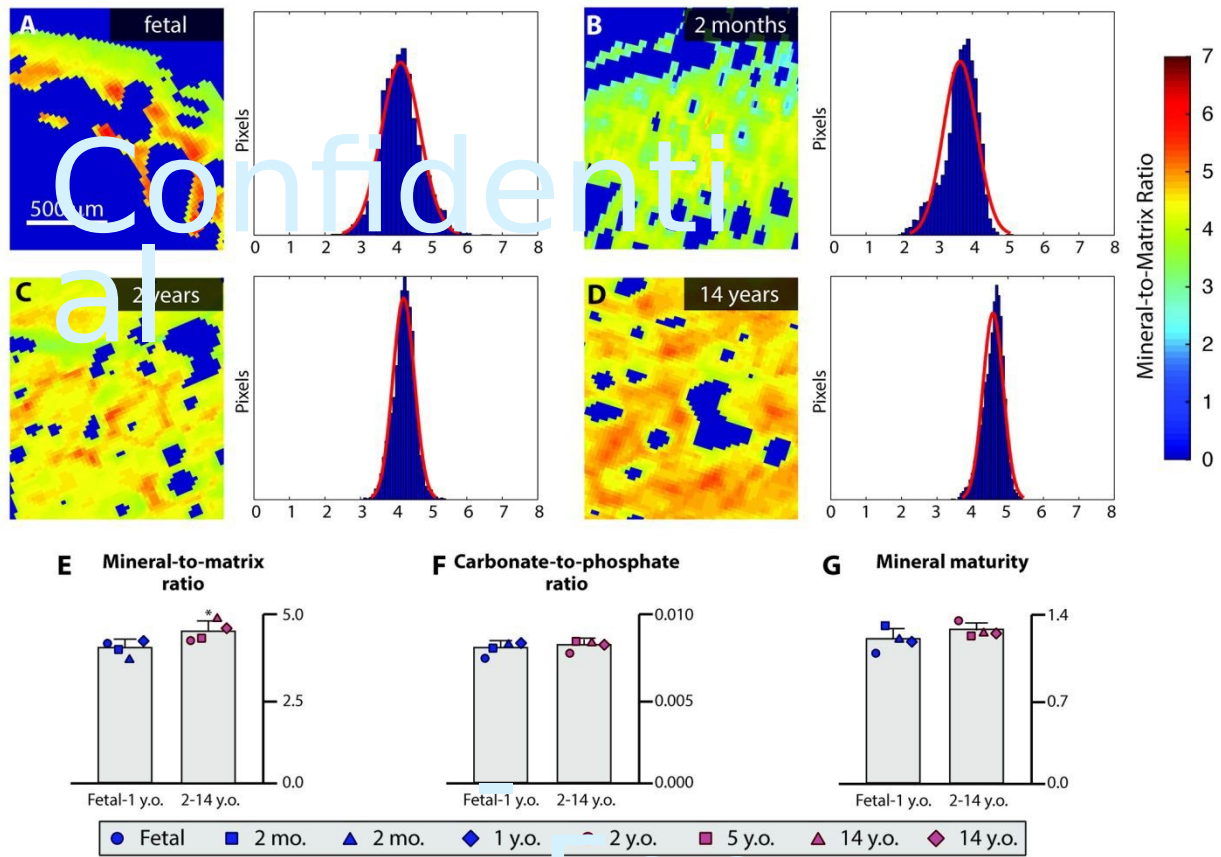 A fetal
B 2 months
Pixels
Pixels
500 µm
0 1 2 3 4 5 6 7 8
0 1 2 3 4 5 6 7 8
Confidenti
al
C 2 years
D 14 years
Pixels
Pixels
0 1 2 3 4 5 6 7 8
0 1 2 3 4 5 6 7 8
7
6
5
4
3
2
1
0
Mineral-to-Matrix Ratio
E Mineral-to-matrix
ratio
*
5.0
2.5
0.0
Fetal-1 y.o. 2-14 y.o.
F Carbonate-to-phosphate
ratio
0.010
0.005
0.000
Fetal-1 y.o. 2-14 y.o.
G Mineral maturity
1.4
0.7
0.0
Fetal-1 y.o. 2-14 y.o.
Fetal 2 mo. 2 mo. 1 y.o. 2 y.o. 5 y.o. 14 y.o. 14 y.o.